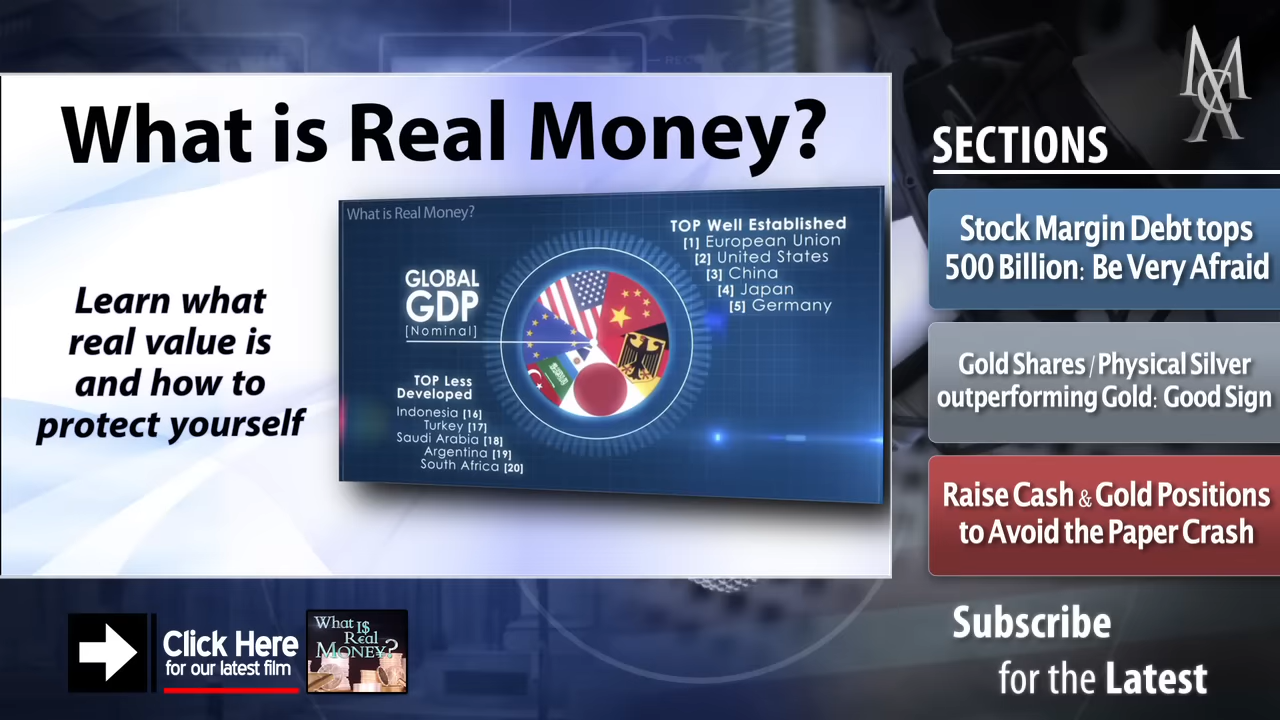 What is Real Money?
Learn what
real value is
and how to
protect yourself
What is Real Money?
GLOBAL
GDP
[Nominal]
TOP Well Established
[1] European Union
[2] United States
[3] China
[4] Japan
[5] Germany
TOP Less
Developed
Indonesia [16]
Turkey [17]
Saudi Arabia [18]
Argentina [19]
South Africa [20]
MCA
SECTIONS
Stock Margin Debt tops
500 Billion: Be Very Afraid
Gold Shares / Physical Silver
outperforming Gold: Good Sign
Raise Cash & Gold Positions
to Avoid the Paper Crash
Click Here
for our latest film
What I$
R€al
MON€¥?
Subscribe
for the Latest